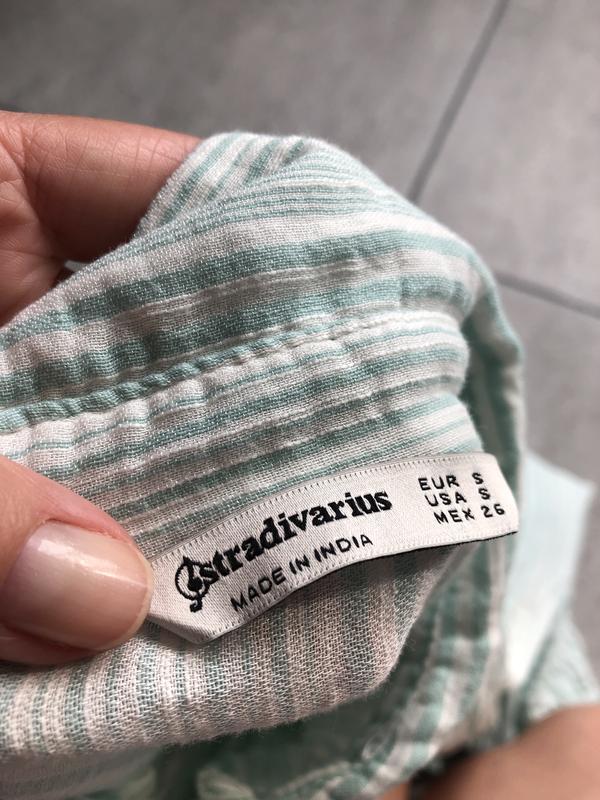 stradivarius
MADE IN INDIA
EUR S
USA S
MEX 26